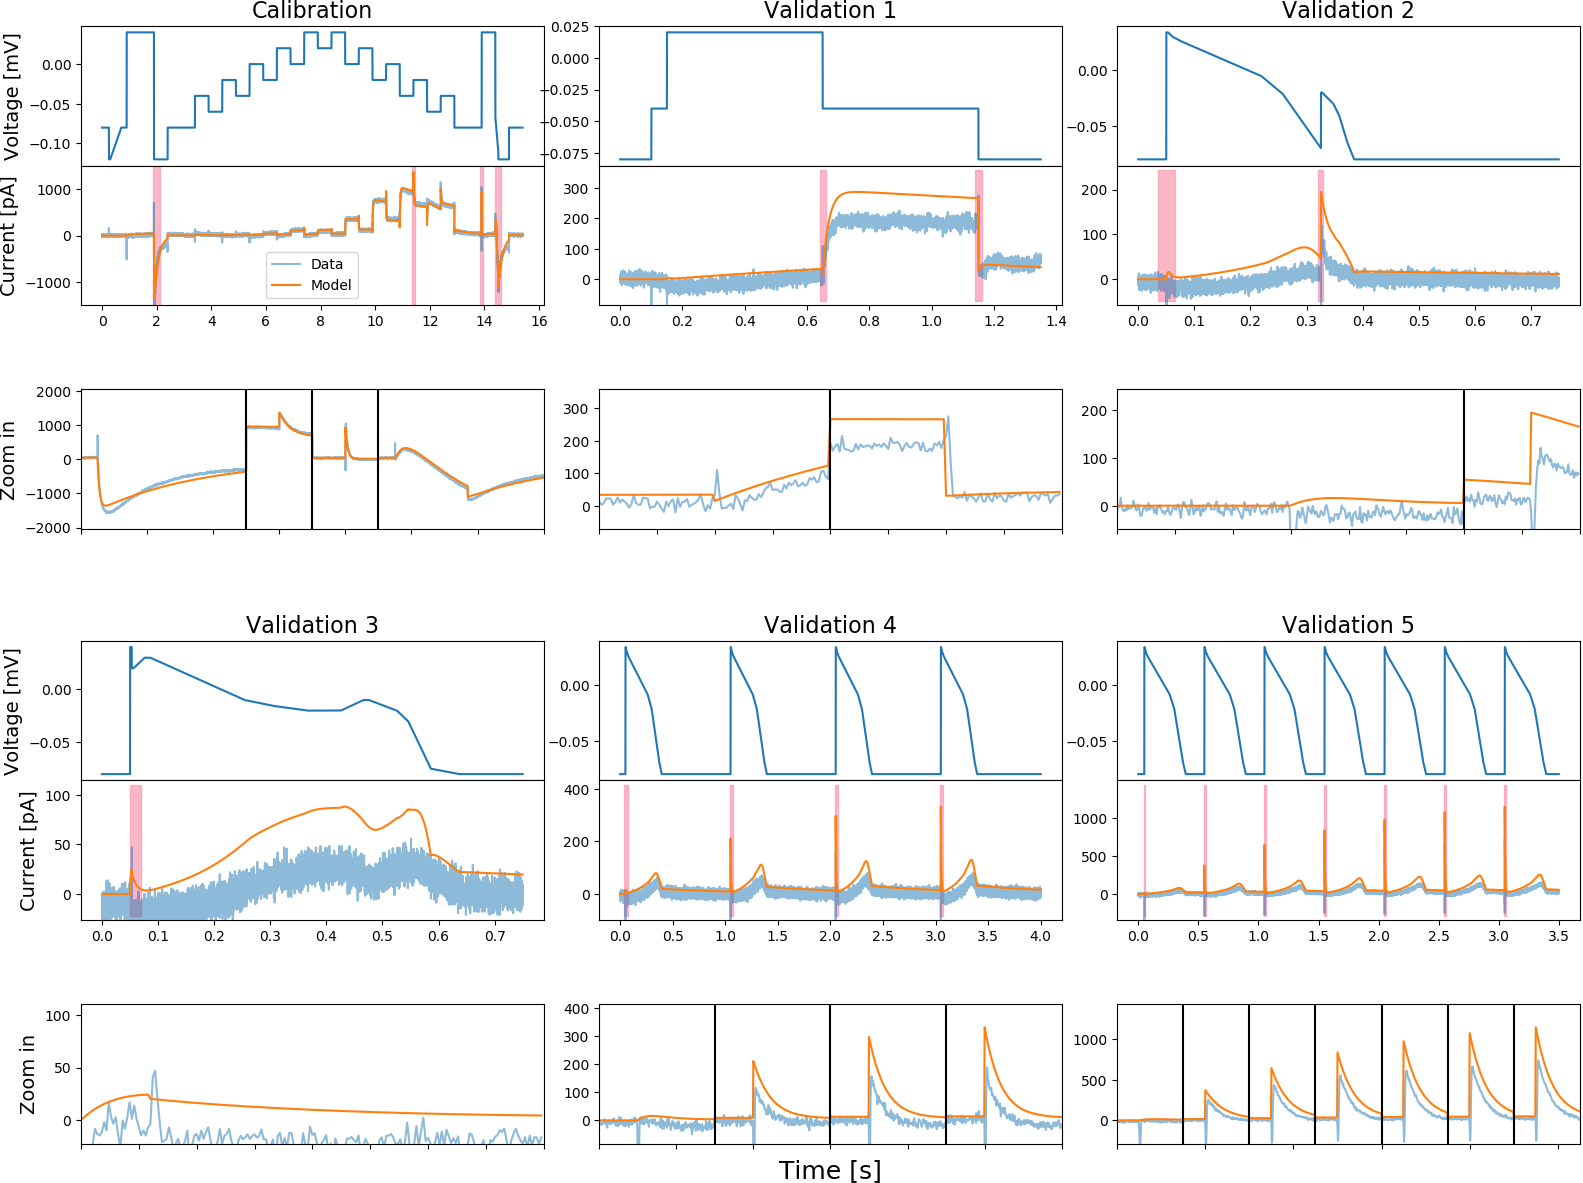 Calibration
Validation 1
Validation 2
Voltage [mV]
0.00
−0.05
−0.10
0.025
0.000
−0.025
−0.050
−0.075
0.00
−0.05
Current [pA]
1000
0
−1000
Data
Model
300
200
100
0
200
100
0
0 2 4 6 8 10 12 14 16
0.0 0.2 0.4 0.6 0.8 1.0 1.2 1.4
0.0 0.1 0.2 0.3 0.4 0.5 0.6 0.7
Zoom in
2000
1000
0
−1000
−2000
300
200
100
0
200
100
0
Validation 3
Validation 4
Validation 5
Voltage [mV]
0.00
−0.05
0.00
−0.05
0.00
−0.05
Current [pA]
100
50
0
400
200
0
1000
500
0
0.0 0.1 0.2 0.3 0.4 0.5 0.6 0.7
0.0 0.5 1.0 1.5 2.0 2.5 3.0 3.5 4.0
0.0 0.5 1.0 1.5 2.0 2.5 3.0 3.5
Zoom in
100
50
0
400
300
200
100
0
1000
500
0
Time [s]